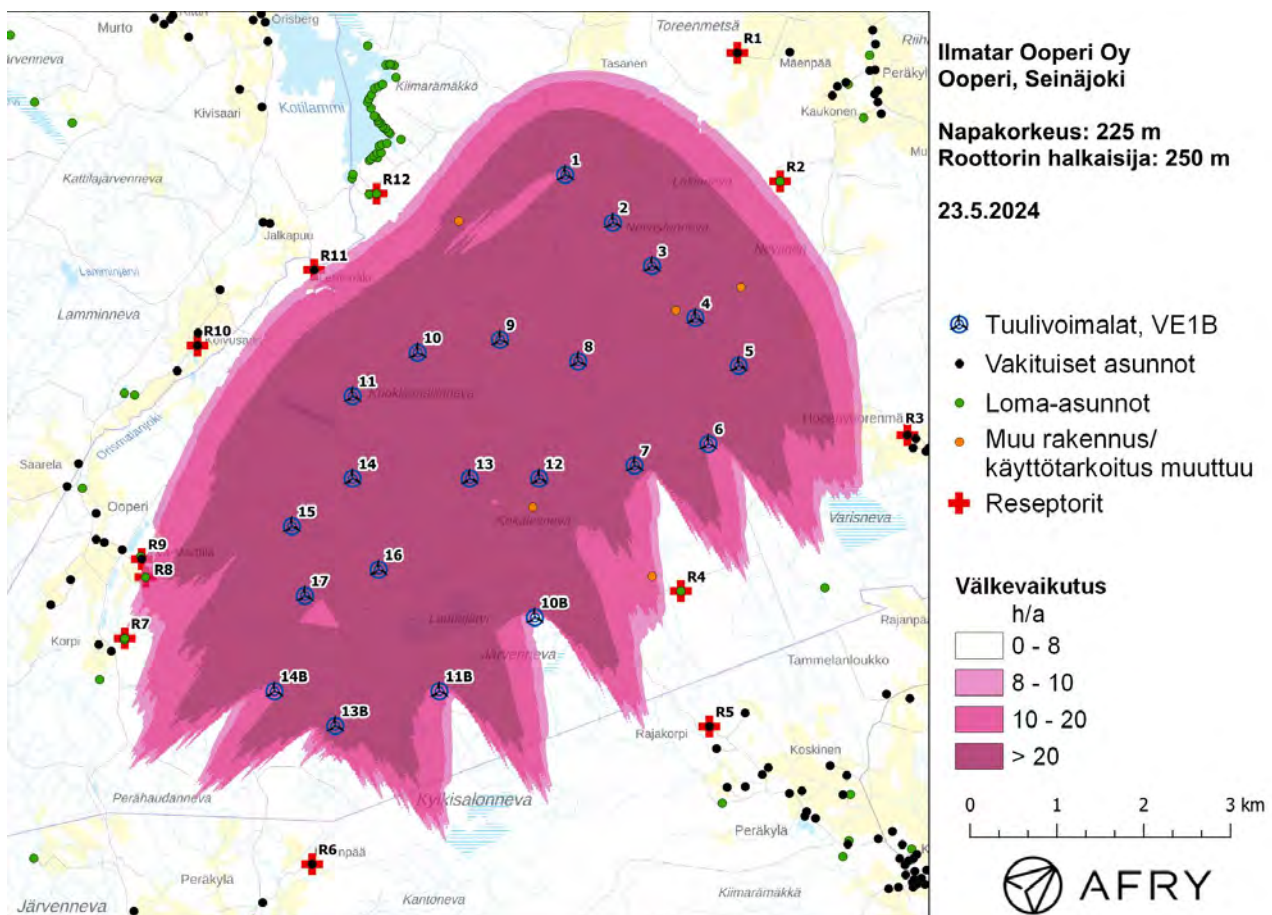 Murto
Orisberg
Toreenmetsä
R1
Mäenpää
Tasanen
Kiimarämäkkö
Kotilammi
Kivisaari
Kaukonen
Kattilajärvenneva
R12
1
R2
2
Jalkapuu
3
R11
Lamminjärvi
Lamminneva
4
R10
9
10
8
5
11
R3
6
7
Saarela
14
13
12
Ooperi
15
Varisneva
R9
R8
16
R4
17
10B
R7
Korpi
Järvenneva
Tammelanloukko
14B
11B
13B
R5
Rajakorpi
Koskinen
Perähaudanneva
Kyikisalonneva
Peräkylä
R6
Peräkylä
Kantoneva
Kiimarämäkkä
Järvenneva
Ilmatar Ooperi Oy
Ooperi, Seinäjoki
Napakorkeus: 225 m
Roottorin halkaisija: 250 m
23.5.2024
Tuulivoimalat, VE1B
Vakituiset asunnot
Loma-asunnot
Muu rakennus/
käyttötarkoitus muuttuu
Reseptorit
Välkevaikutus
h/a
0 - 8
8 - 10
10 - 20
> 20
0 1 2 3 km
AFRY